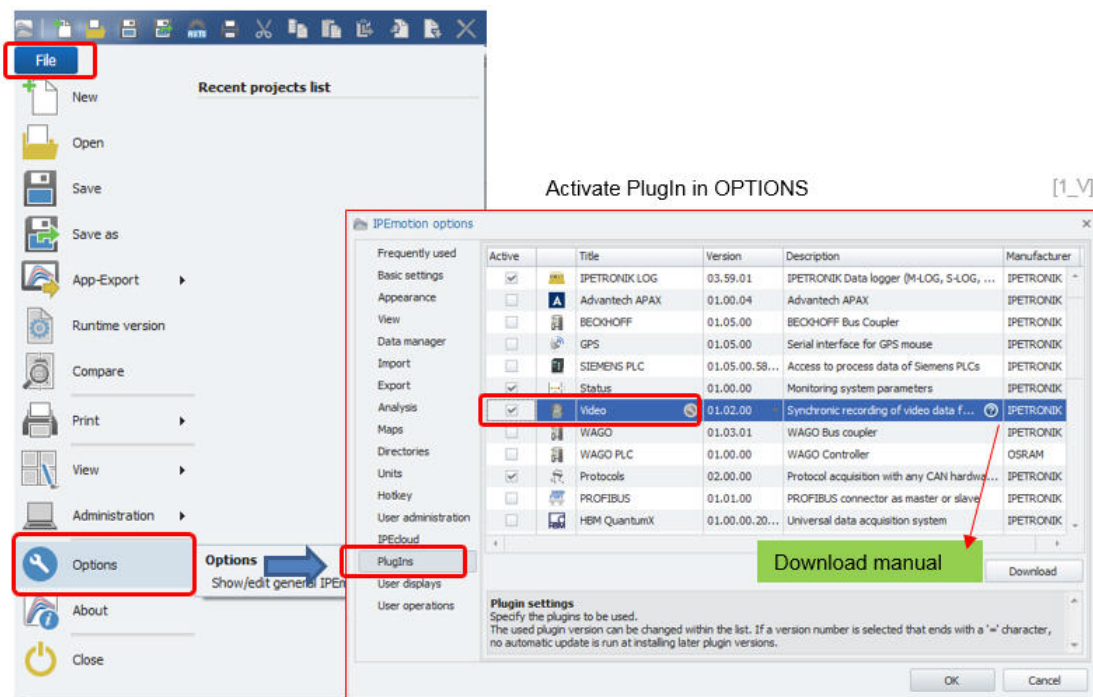 RETS
File
New
Recent projects list
Open
Save
Save as
App-Export
Runtime version
Compare
Print
View
Administration
Options
Options
Show/edit general IPEm
About
Close
Activate PlugIn in OPTIONS
[1_V]
IPEmotion options
Frequently used
Basic settings
Appearance
View
Data manager
Import
Export
Analysis
Maps
Directories
Units
Hotkey
User administration
IPEcloud
PlugIns
User displays
User operations
Active Title Version Description Manufacturer
IPETRONIK LOG 03.59.01 IPETRONIK Data logger (M-LOG, S-LOG, ... IPETRONIK
Advantech APAX 01.00.04 Advantech APAX IPETRONIK
BECKHOFF 01.05.00 BECKHOFF Bus Coupler IPETRONIK
GPS 01.05.00 Serial interface for GPS mouse IPETRONIK
SIEMENS PLC 01.05.00.58... Access to process data of Siemens PLCs IPETRONIK
Status 01.00.00 Monitoring system parameters IPETRONIK
Video 01.02.00 Synchronic recording of video data f... IPETRONIK
WAGO 01.03.01 WAGO Bus coupler IPETRONIK
WAGO PLC 01.00.00 WAGO Controller OSRAM
Protocols 02.00.00 Protocol acquisition with any CAN hardwa... IPETRONIK
PROFIBUS 01.01.00 PROFIBUS connector as master or slave IPETRONIK
HBM QuantumX 01.00.00.20... Universal data acquisition system IPETRONIK
Download manual
Download
Plugin settings
Specify the plugins to be used.
The used plugin version can be changed within the list. If a version number is selected that ends with a '=' character,
no automatic update is run at installing later plugin versions.
OK
Cancel